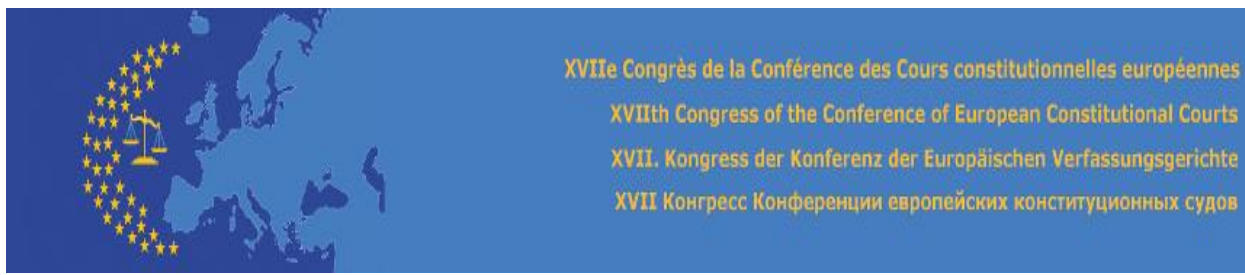 XVIIe Congrès de la Conférence des Cours constitutionnelles européennes
XVIIth Congress of the Conference of European Constitutional Courts
XVII. Kongress der Konferenz der Europäischen Verfassungsgerichte
XVII Конгресс Конференции европейских конституционных судов